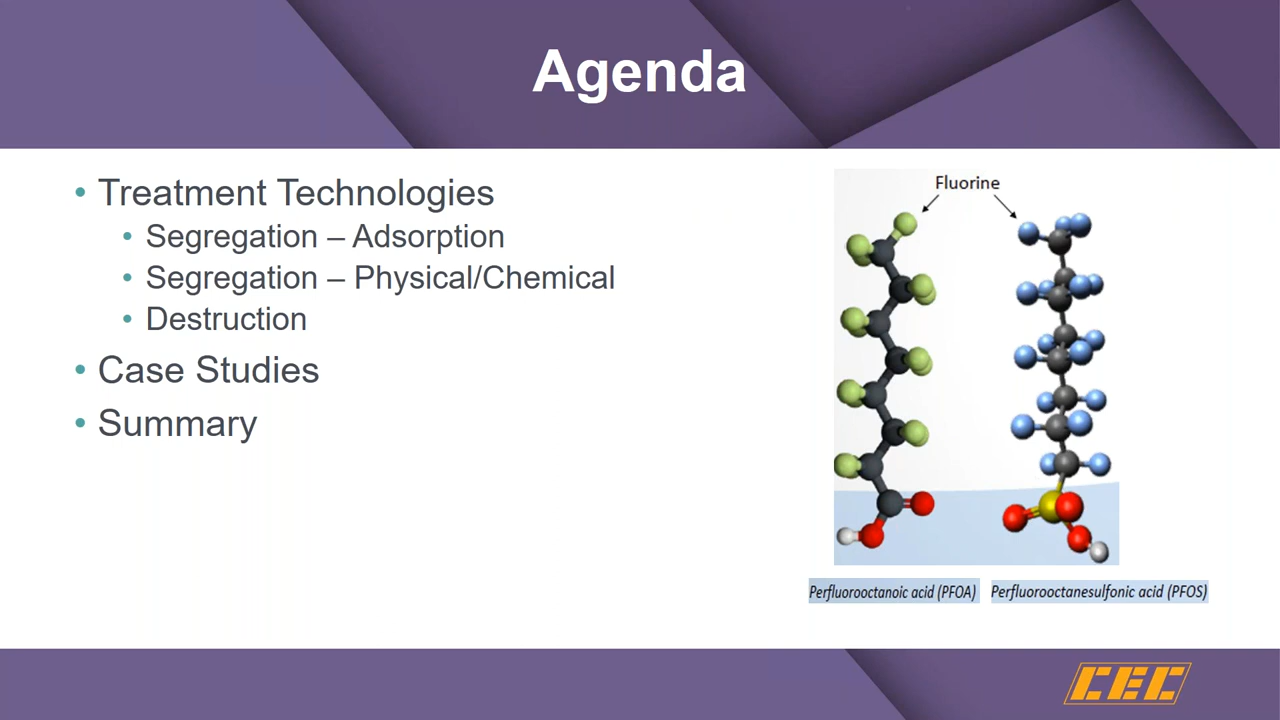 Agenda
• Treatment Technologies
• Segregation – Adsorption
• Segregation – Physical/Chemical
• Destruction
• Case Studies
• Summary
Fluorine
Perfluorooctanoic acid (PFOA)
Perfluorooctanesulfonic acid (PFOS)
CEC